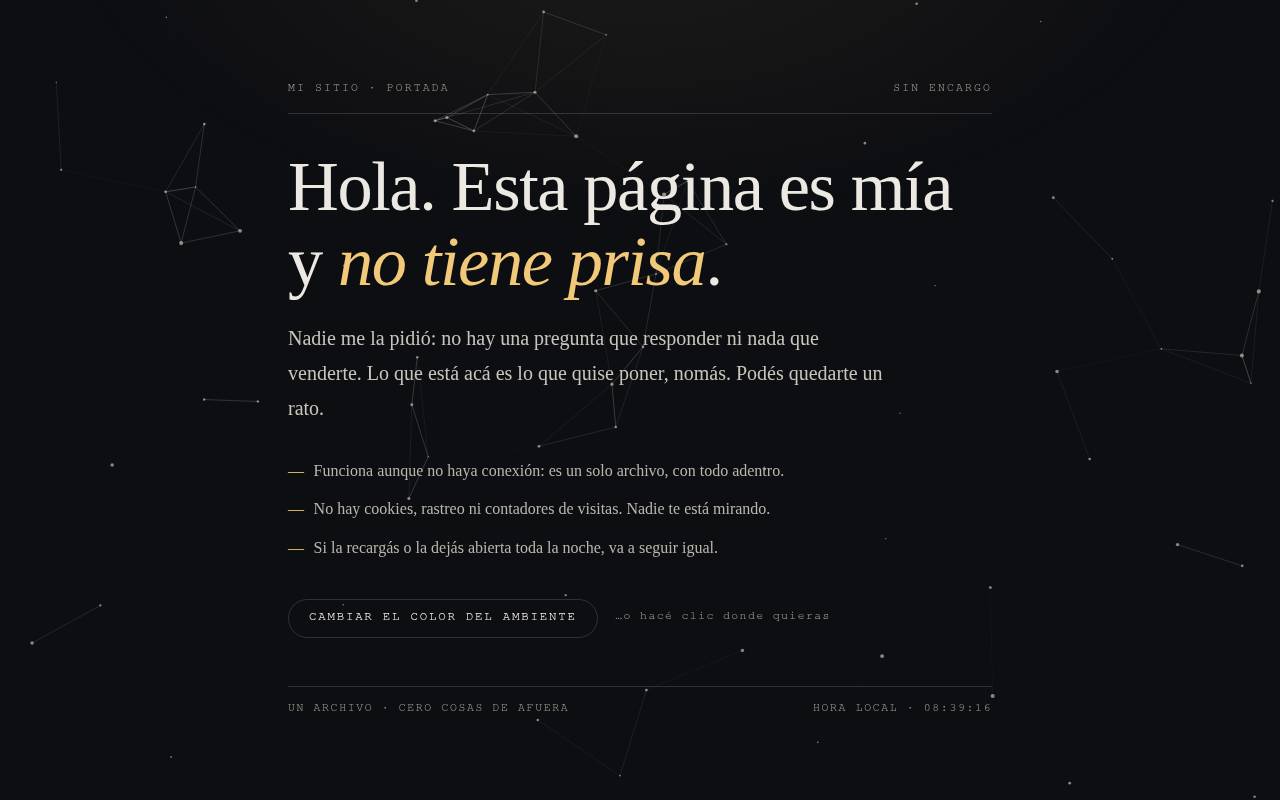 MI SITIO · PORTADA
SIN ENCARGO
Hola. Esta página es mía
y no tiene prisa.
Nadie me la pidió: no hay una pregunta que responder ni nada que
venderte. Lo que está acá es lo que quise poner, nomás. Podés quedarte un
rato.
— Funciona aunque no haya conexión: es un solo archivo, con todo adentro.
— No hay cookies, rastreo ni contadores de visitas. Nadie te está mirando.
— Si la recargás o la dejás abierta toda la noche, va a seguir igual.
CAMBIAR EL COLOR DEL AMBIENTE
…o hacé clic donde quieras
UN ARCHIVO · CERO COSAS DE AFUERA
HORA LOCAL · 08:39:16